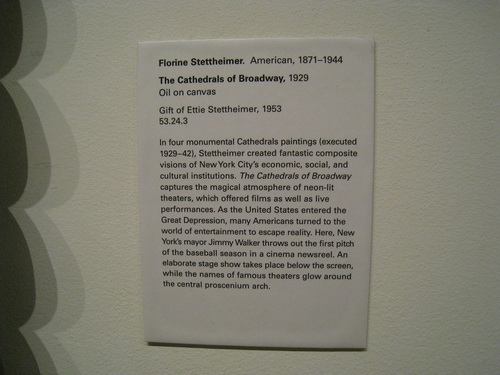 Florine Stettheimer. American, 1871–1944
The Cathedrals of Broadway, 1929
Oil on canvas
Gift of Ettie Stettheimer, 1953
53.24.3
In four monumental Cathedrals paintings (executed
1929–42), Stettheimer created fantastic composite
visions of New York City's economic, social, and
cultural institutions. The Cathedrals of Broadway
captures the magical atmosphere of neon-lit
theaters, which offered films as well as live
performances. As the United States entered the
Great Depression, many Americans turned to the
world of entertainment to escape reality. Here, New
York's mayor Jimmy Walker throws out the first pitch
of the baseball season in a cinema newsreel. An
elaborate stage show takes place below the screen,
while the names of famous theaters glow around
the central proscenium arch.